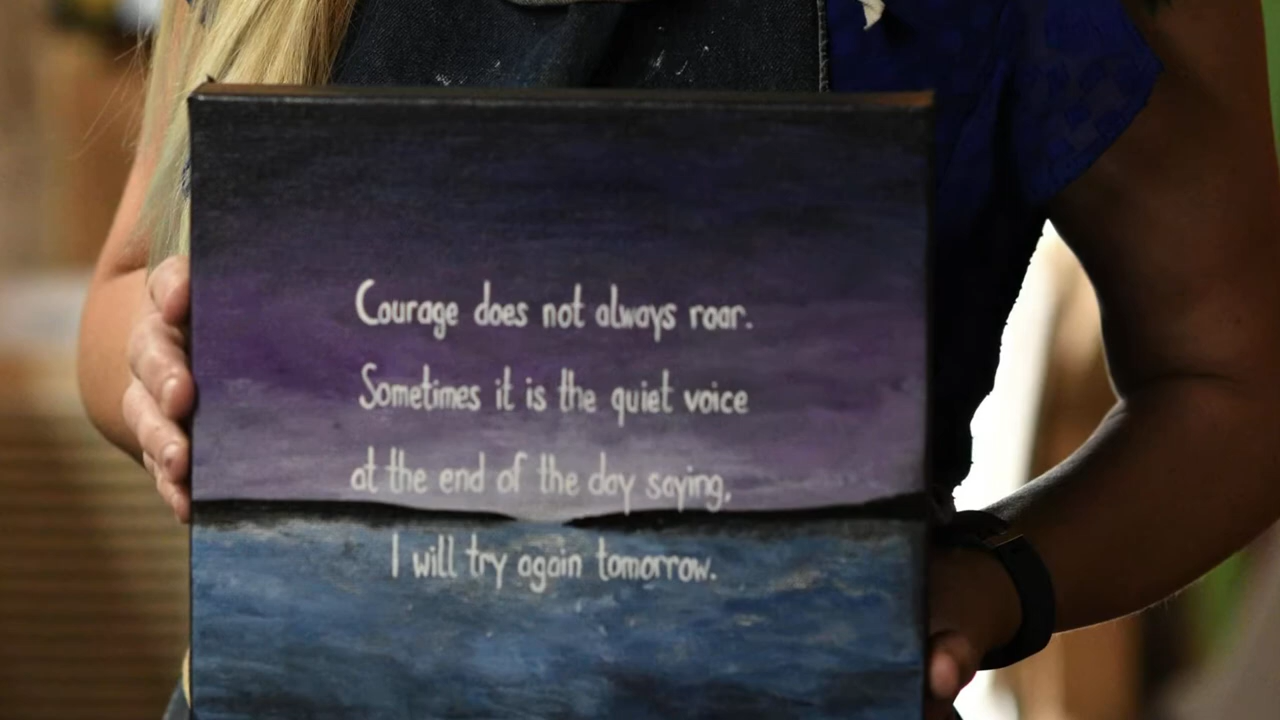 Courage does not always roar.
Sometimes it is the quiet voice
at the end of the day saying,
I will try again tomorrow.